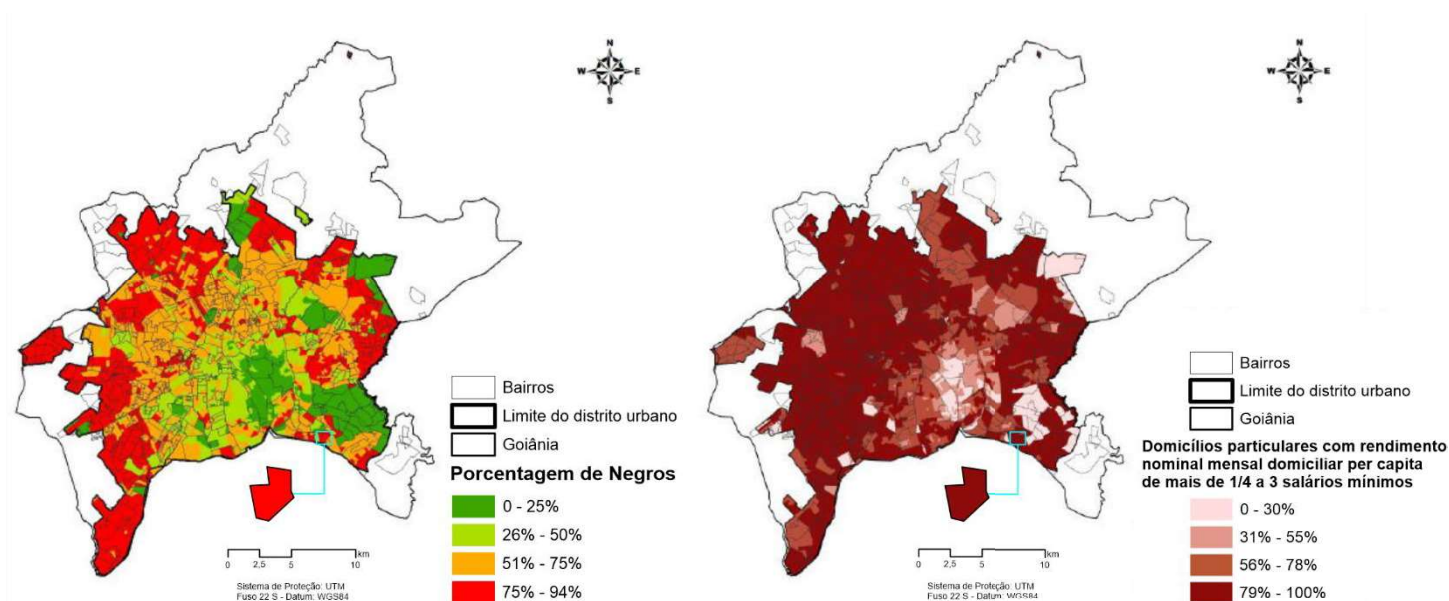 N
W E
S
Bairros
Limite do distrito urbano
Goiânia
Porcentagem de Negros
0 - 25%
26% - 50%
51% - 75%
75% - 94%
0 2,5 5 10 km
Sistema de Proteção: UTM
Fuso 22 S - Datum: WGS84
N
W E
S
Bairros
Limite do distrito urbano
Goiânia
Domicílios particulares com rendimento
nominal mensal domiciliar per capita
de mais de 1/4 a 3 salários mínimos
0 - 30%
31% - 55%
56% - 78%
79% - 100%
0 2,5 5 10 km
Sistema de Proteção: UTM
Fuso 22 S - Datum: WGS84